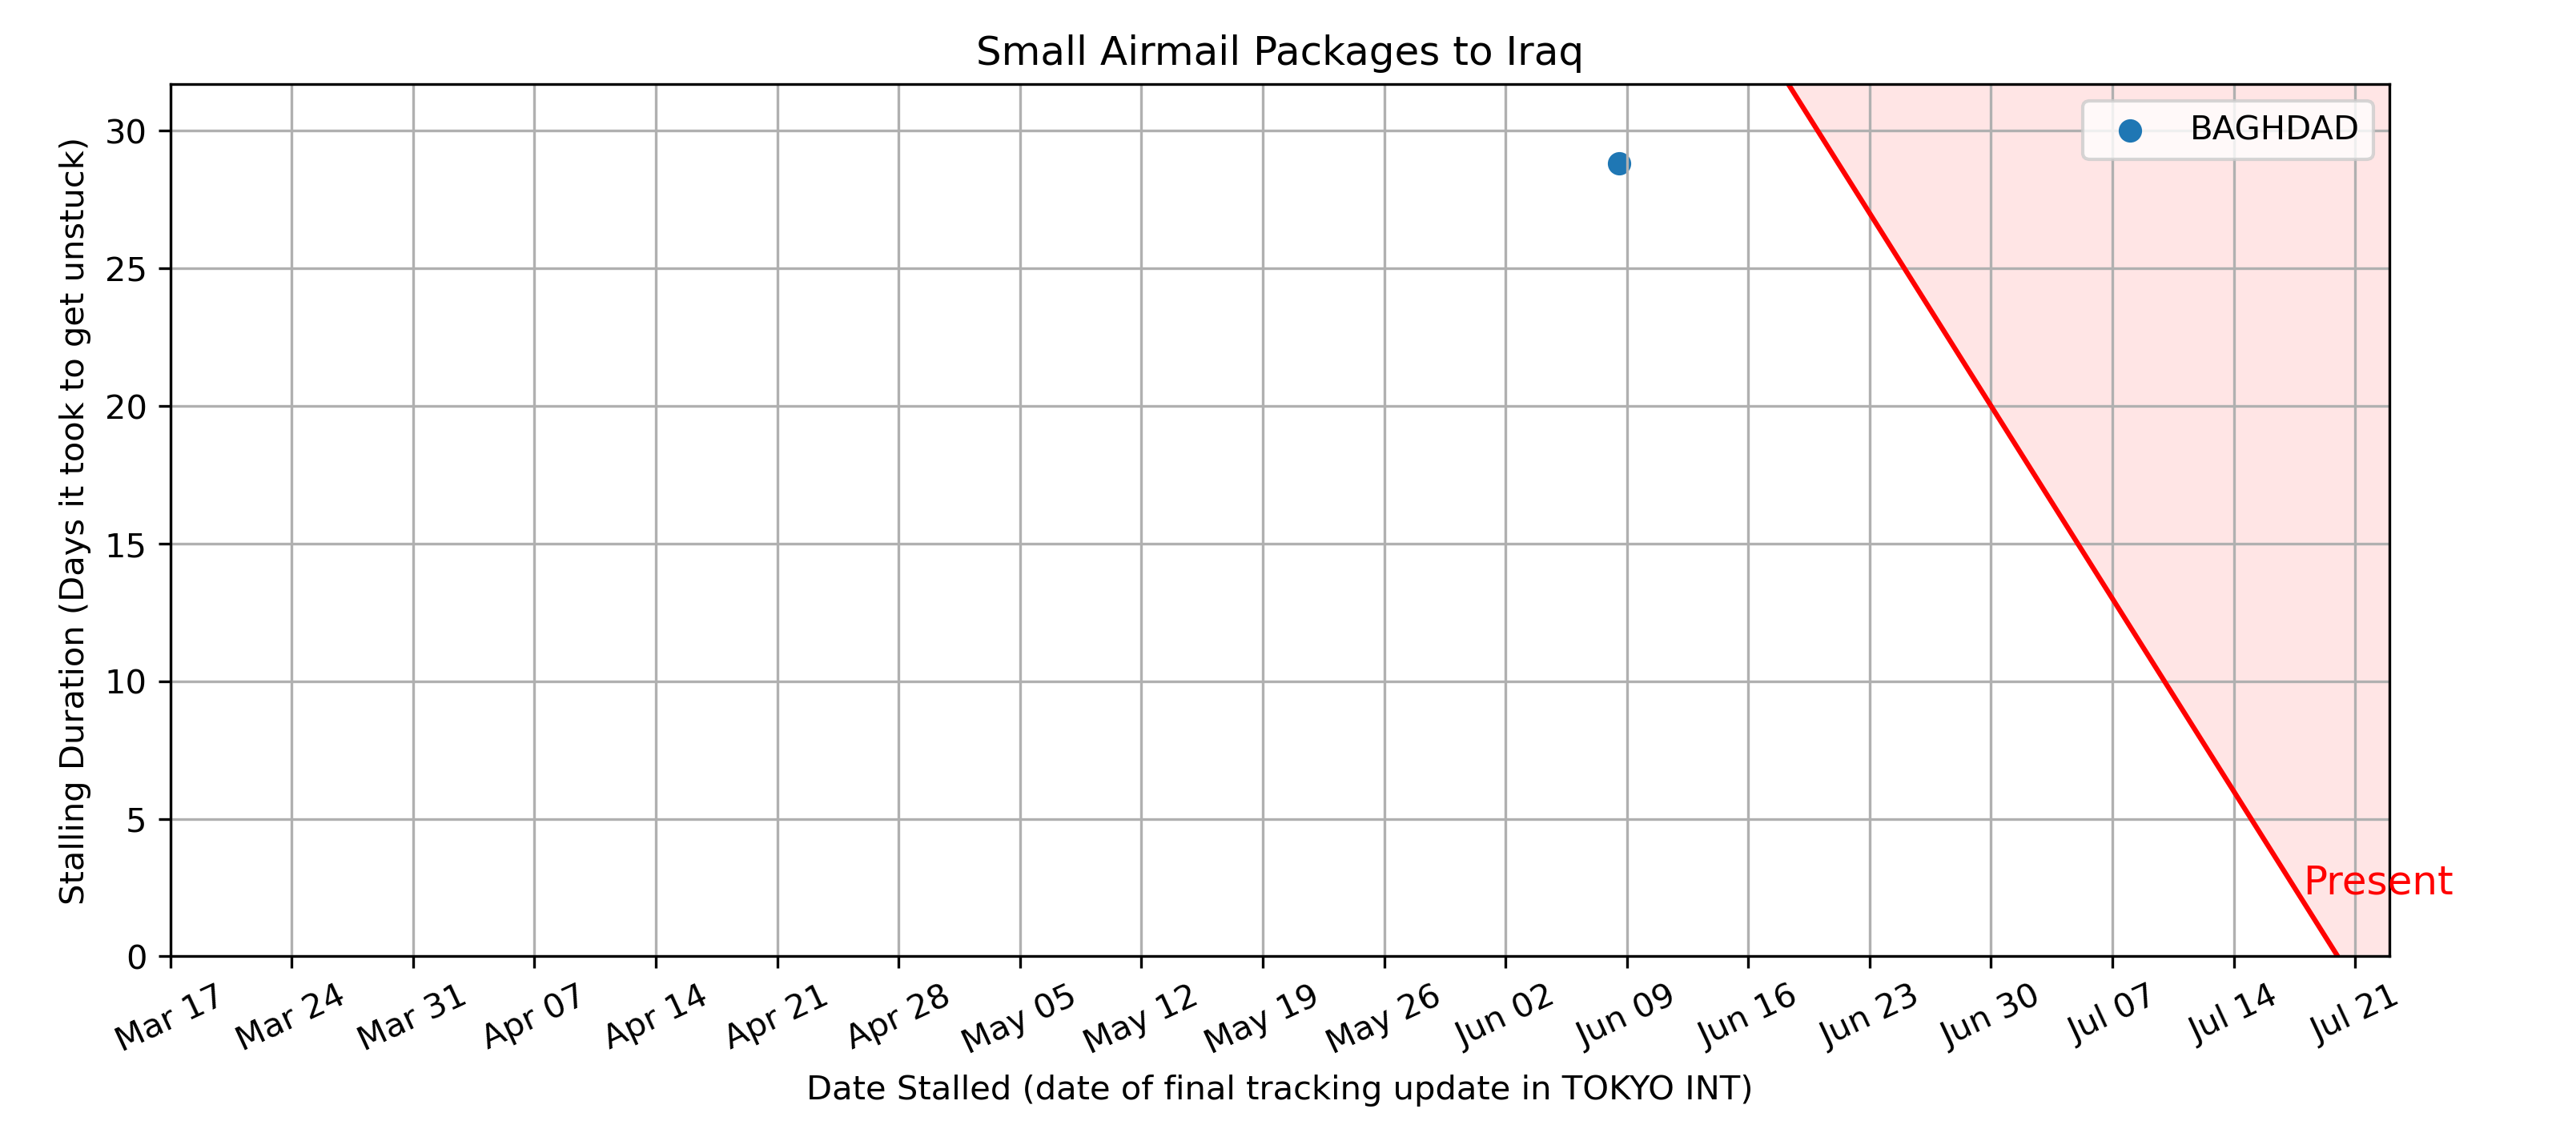 Small Airmail Packages to Iraq
BAGHDAD
Stalling Duration (Days it took to get unstuck)
30
25
20
15
10
5
0
Present
Mar 17
Mar 24
Mar 31
Apr 07
Apr 14
Apr 21
Apr 28
May 05
May 12
May 19
May 26
Jun 02
Jun 09
Jun 16
Jun 23
Jun 30
Jul 07
Jul 14
Jul 21
Date Stalled (date of final tracking update in TOKYO INT)